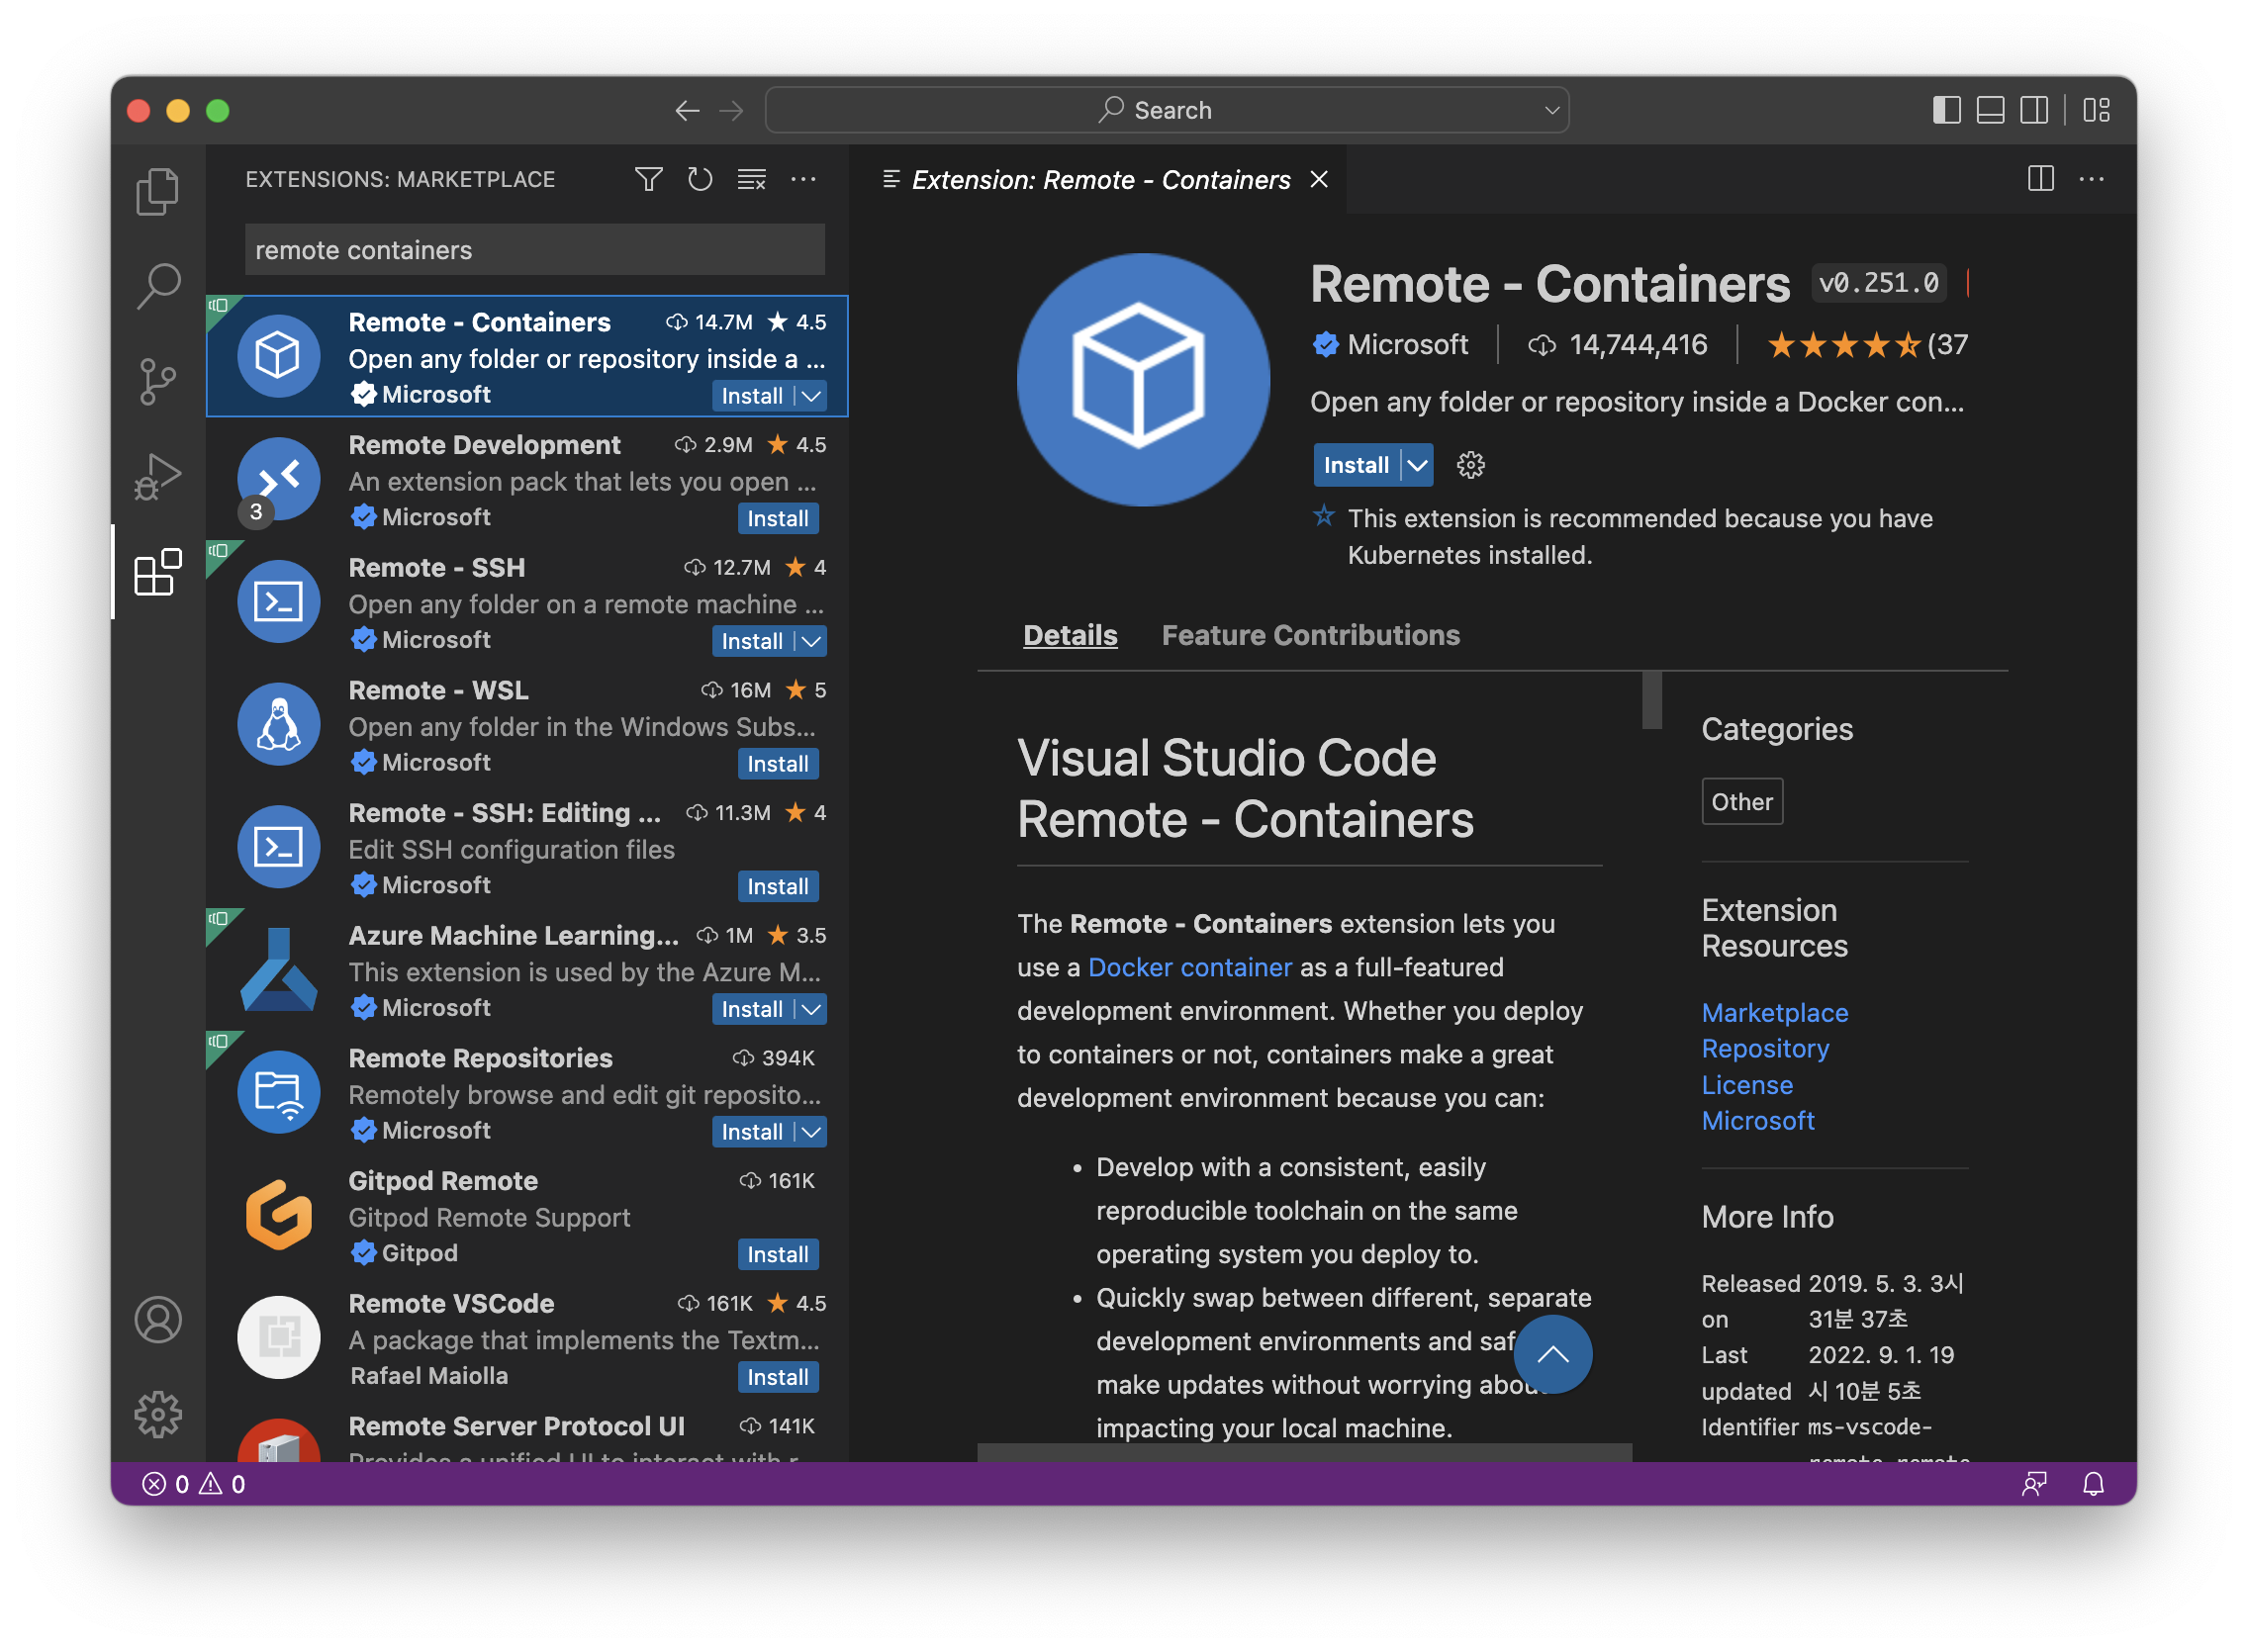 Search
EXTENSIONS: MARKETPLACE
remote containers
Remote - Containers 14.7M 4.5
Open any folder or repository inside a ...
Microsoft Install
Remote Development 2.9M 4.5
An extension pack that lets you open ...
3
Microsoft Install
Remote - SSH 12.7M 4
Open any folder on a remote machine ...
Microsoft Install
Remote - WSL 16M 5
Open any folder in the Windows Subs...
Microsoft Install
Remote - SSH: Editing ... 11.3M 4
Edit SSH configuration files
Microsoft Install
Azure Machine Learning... 1M 3.5
This extension is used by the Azure M...
Microsoft Install
Remote Repositories 394K
Remotely browse and edit git reposito...
Microsoft Install
Gitpod Remote 161K
Gitpod Remote Support
Gitpod Install
Remote VSCode 161K 4.5
A package that implements the Textm...
Rafael Maiolla Install
Remote Server Protocol UI 141K
Provides a unified UI to interact with r...
Extension: Remote - Containers
Remote - Containers v0.251.0
Microsoft 14,744,416 (37
Open any folder or repository inside a Docker con...
Install
This extension is recommended because you have
Kubernetes installed.
Details Feature Contributions
Visual Studio Code
Remote - Containers
The Remote - Containers extension lets you
use a Docker container as a full-featured
development environment. Whether you deploy
to containers or not, containers make a great
development environment because you can:
• Develop with a consistent, easily
reproducible toolchain on the same
operating system you deploy to.
• Quickly swap between different, separate
development environments and saf
make updates without worrying about
impacting your local machine.
Categories
Other
Extension
Resources
Marketplace
Repository
License
Microsoft
More Info
Released 2019. 5. 3. 3시
on 31분 37초
Last 2022. 9. 1. 19
updated 시 10분 5초
Identifier ms-vscode-
remote.remote
0 0